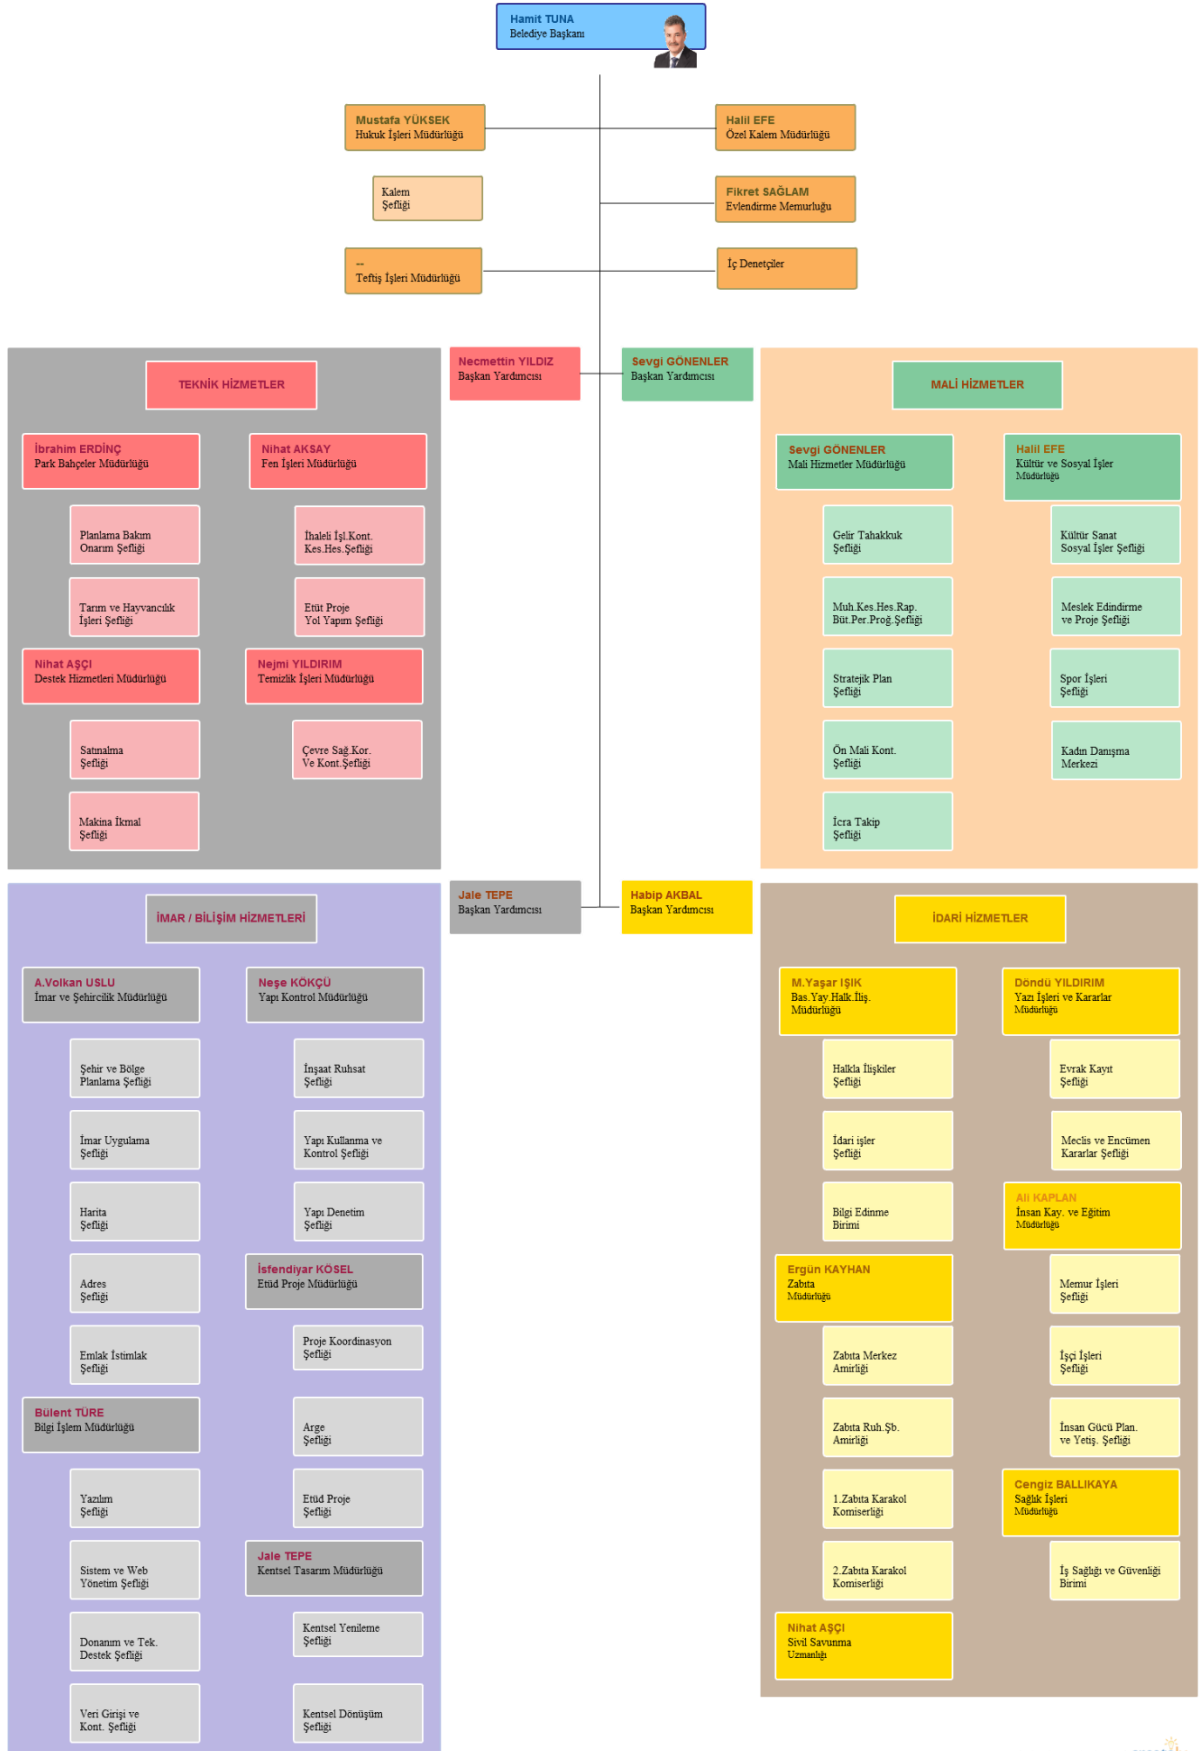 Hamit TUNA
Belediye Başkanı
Mustafa YÜKSEK
Hukuk İşleri Müdürlüğü
Halil EFE
Özel Kalem Müdürlüğü
Kalem
Şefliği
Fikret SAĞLAM
Evlendirme Memurluğu
--
Teftiş İşleri Müdürlüğü
İç Denetçiler
Necmettin YILDIZ
Başkan Yardımcısı
Sevgi GÖNENLER
Başkan Yardımcısı
TEKNİK HİZMETLER
İbrahim ERDİNÇ
Park Bahçeler Müdürlüğü
Planlama Bakım
Onarım Şefliği
Tarım ve Hayvancılık
İşleri Şefliği
Nihat AŞÇI
Destek Hizmetleri Müdürlüğü
Satınalma
Şefliği
Makina İkmal
Şefliği
Nihat AKSAY
Fen İşleri Müdürlüğü
İhaleli İşl.Kont.
Kes.Hes.Şefliği
Etüt Proje
Yol Yapım Şefliği
Nejmi YILDIRIM
Temizlik İşleri Müdürlüğü
Çevre Sağ.Kor.
Ve Kont.Şefliği
MALİ HİZMETLER
Sevgi GÖNENLER
Mali Hizmetler Müdürlüğü
Gelir Tahakkuk
Şefliği
Muh.Kes.Hes.Rap.
Büt.Per.Proğ.Şefliği
Stratejik Plan
Şefliği
Ön Mali Kont.
Şefliği
İcra Takip
Şefliği
Halil EFE
Kültür ve Sosyal İşler
Müdürlüğü
Kültür Sanat
Sosyal İşler Şefliği
Meslek Edindirme
ve Proje Şefliği
Spor İşleri
Şefliği
Kadın Danışma
Merkezi
Jale TEPE
Başkan Yardımcısı
Habip AKBAL
Başkan Yardımcısı
İMAR / BİLİŞİM HİZMETLERİ
A.Volkan USLU
İmar ve Şehircilik Müdürlüğü
Şehir ve Bölge
Planlama Şefliği
İmar Uygulama
Şefliği
Harita
Şefliği
Adres
Şefliği
Emlak İstimlak
Şefliği
Bülent TÜRE
Bilgi İşlem Müdürlüğü
Yazılım
Şefliği
Sistem ve Web
Yönetim Şefliği
Donanım ve Tek.
Destek Şefliği
Veri Girişi ve
Kont. Şefliği
Neşe KÖKÇÜ
Yapı Kontrol Müdürlüğü
İnşaat Ruhsat
Şefliği
Yapı Kullanma ve
Kontrol Şefliği
Yapı Denetim
Şefliği
İsfendiyar KÖSEL
Etüd Proje Müdürlüğü
Proje Koordinasyon
Şefliği
Arge
Şefliği
Etüd Proje
Şefliği
Jale TEPE
Kentsel Tasarım Müdürlüğü
Kentsel Yenileme
Şefliği
Kentsel Dönüşüm
Şefliği
İDARİ HİZMETLER
M.Yaşar IŞIK
Bas.Yay.Halk.İliş.
Müdürlüğü
Halkla İlişkiler
Şefliği
İdari işler
Şefliği
Bilgi Edinme
Birimi
Ergün KAYHAN
Zabıta
Müdürlüğü
Zabıta Merkez
Amirliği
Zabıta Ruh.Şb.
Amirliği
1.Zabıta Karakol
Komiserliği
2.Zabıta Karakol
Komiserliği
Nihat AŞÇI
Sivil Savunma
Uzmanlığı
Döndü YILDIRIM
Yazı İşleri ve Kararlar
Müdürlüğü
Evrak Kayıt
Şefliği
Meclis ve Encümen
Kararlar Şefliği
Ali KAPLAN
İnsan Kay. ve Eğitim
Müdürlüğü
Memur İşleri
Şefliği
İşçi İşleri
Şefliği
İnsan Gücü Plan.
ve Yetiş. Şefliği
Cengiz BALLIKAYA
Sağlık İşleri
Müdürlüğü
İş Sağlığı ve Güvenliği
Birimi